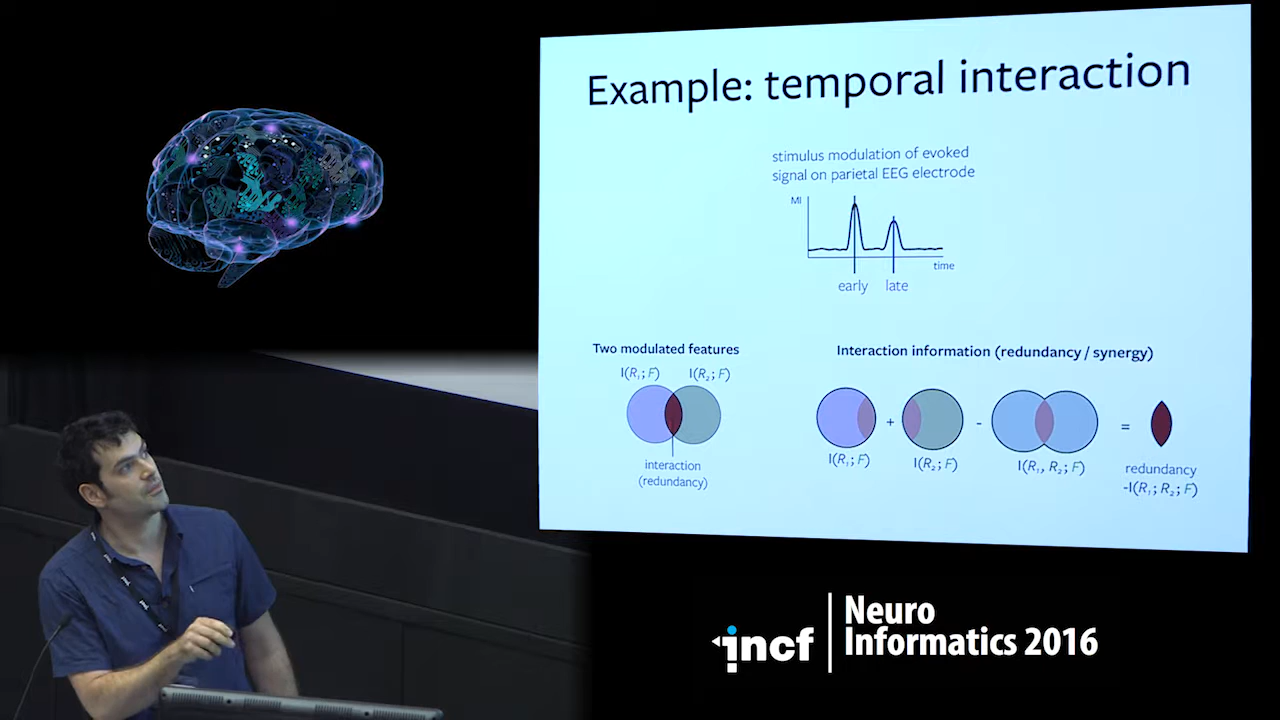 Example: temporal interaction
stimulus modulation of evoked
signal on parietal EEG electrode
MI
time
early late
Two modulated features
I(R₁; F) I(R₂; F)
interaction
(redundancy)
Interaction information (redundancy / synergy)
+ - =
I(R₁; F) I(R₂; F) I(R₁, R₂; F)
redundancy
-I(R₁; R₂; F)
incf
Neuro
Informatics 2016